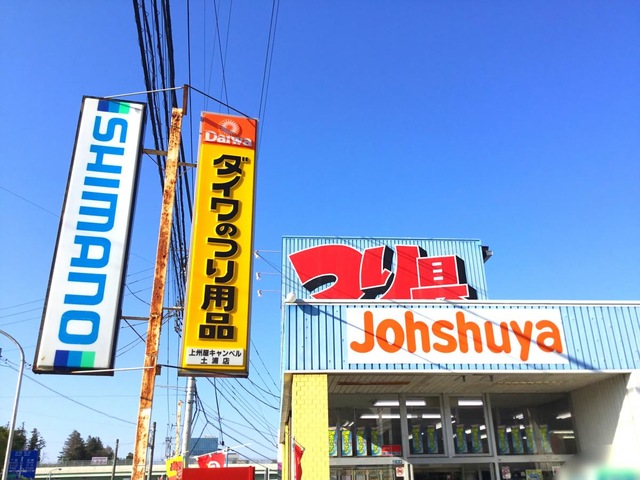 SHIMANO
Daiwa
ダイワのつり用品
上州屋キャンベル
土浦店
つり具
Johshuya